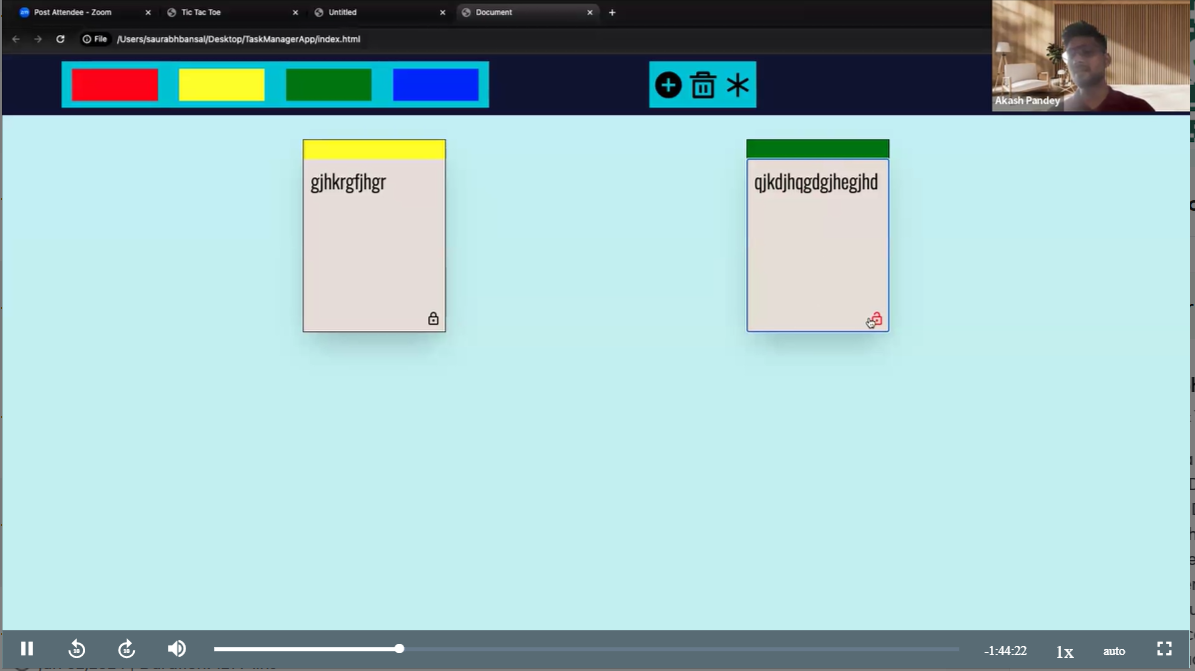 Post Attendee - Zoom
Tic Tac Toe
Untitled
Document
File
/Users/saurabhbansal/Desktop/TaskManagerApp/index.html
Akash Pandey
gjhkrgfjhgr
qjkdjhqgdgjhegjhd
-1:44:22
1x
auto